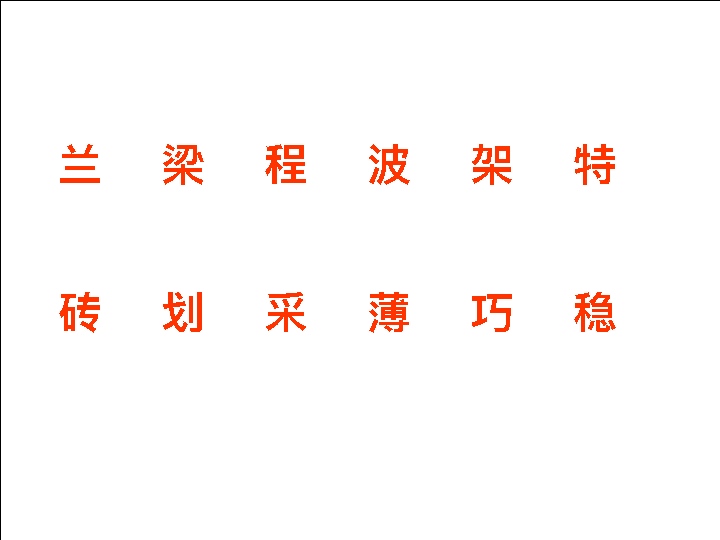 兰 梁 程 波 架 特
砖 划 采 薄 巧 稳